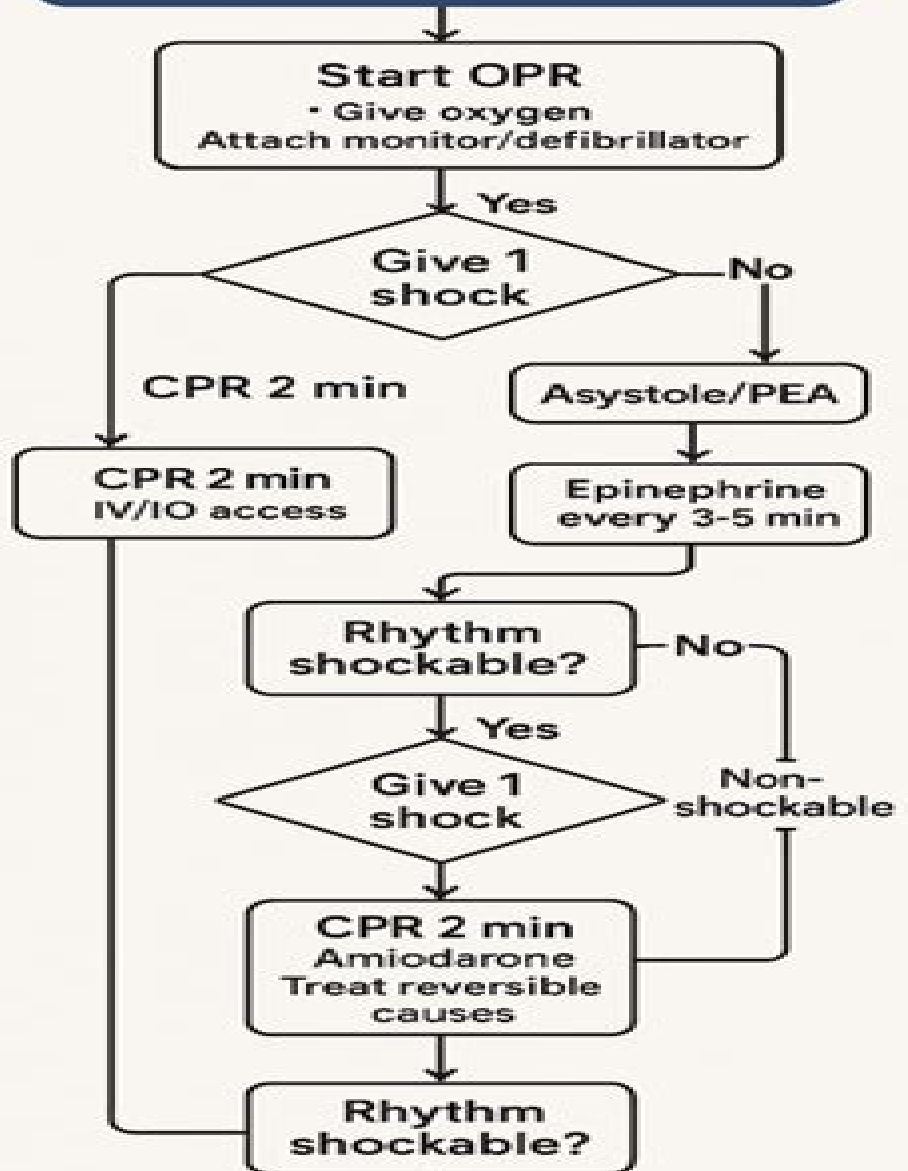 Start OPR
• Give oxygen
Attach monitor/defibrillator
Yes
Give 1
shock
No
CPR 2 min
Asystole/PEA
CPR 2 min
IV/IO access
Epinephrine
every 3-5 min
Rhythm
shockable?
No
Yes
Give 1
shock
Non-
shockable
CPR 2 min
Amiodarone
Treat reversible
causes
Rhythm
shockable?